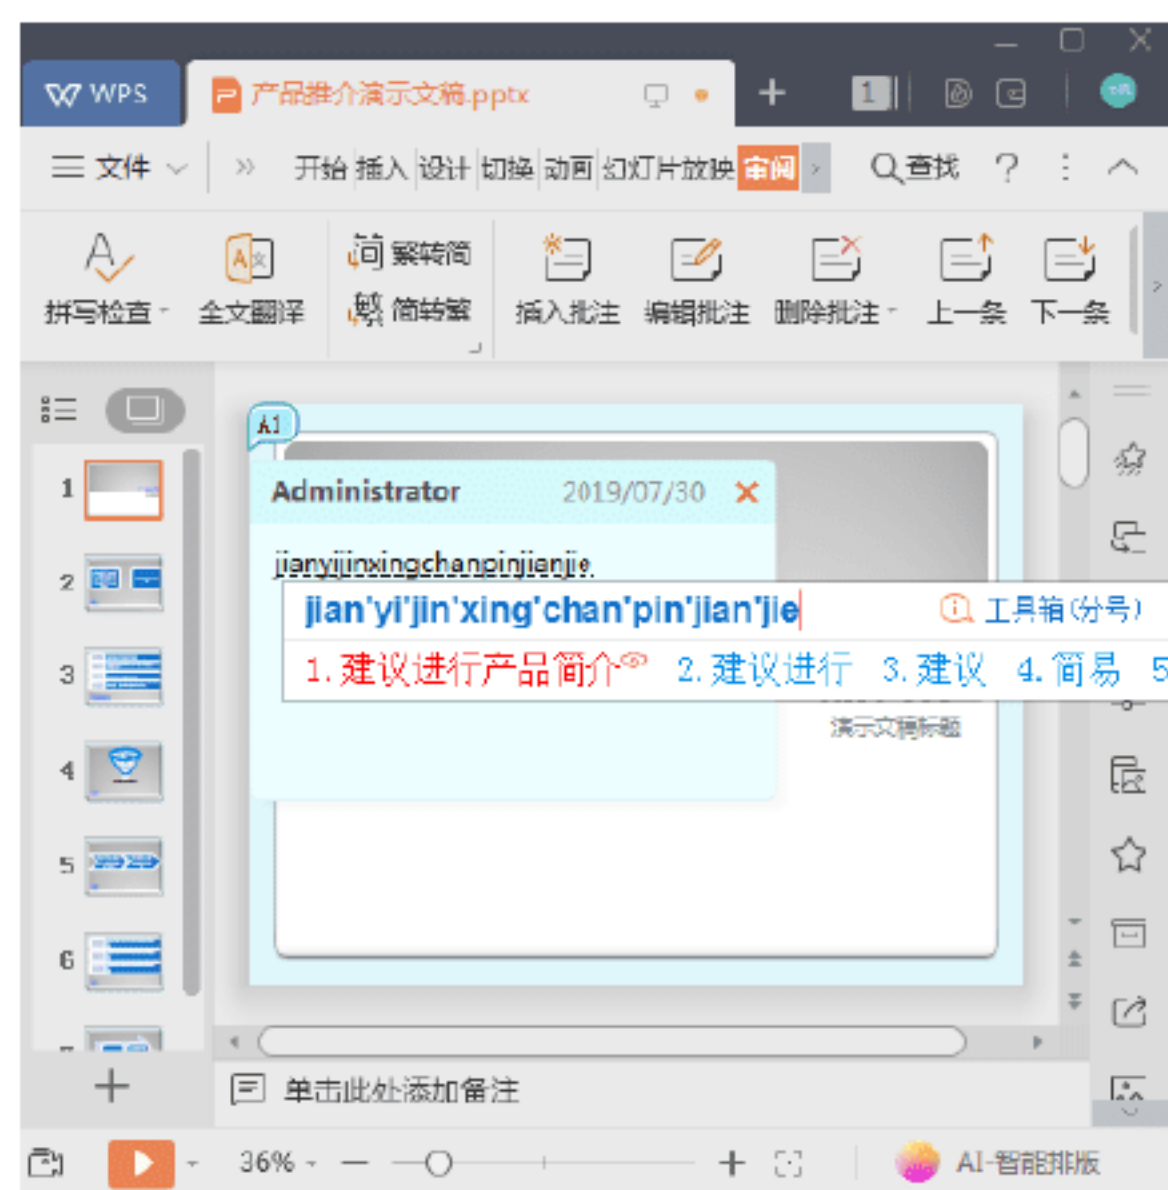 WPS 产品推介演示文稿.pptx 1
文件 开始 插入 设计 切换 动画 幻灯片放映 审阅 查找 ?
简 繁转简
拼写检查 全文翻译 繁 简转繁 插入批注 编辑批注 删除批注 上一条 下一条
A1
1 Administrator 2019/07/30
jianyijinxingchanpinjianjie
2 jian'yi'jin'xing'chan'pin'jian'jie 工具箱(分号)
3 1.建议进行产品简介 2.建议进行 3.建议 4.简易 5
演示文稿标题
4
5
6
单击此处添加备注
36% AI-智能排版